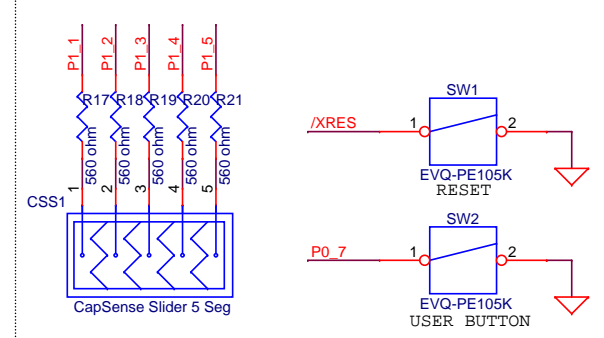 P1_1
P1_2
P1_3
P1_4
P1_5
R17 R18 R19 R20 R21
560 ohm
560 ohm
560 ohm
560 ohm
560 ohm
1 2 3 4 5
CSS1
CapSense Slider 5 Seg
SW1
/XRES 1 2
EVQ-PE105K
RESET
SW2
P0_7 1 2
EVQ-PE105K
USER BUTTON